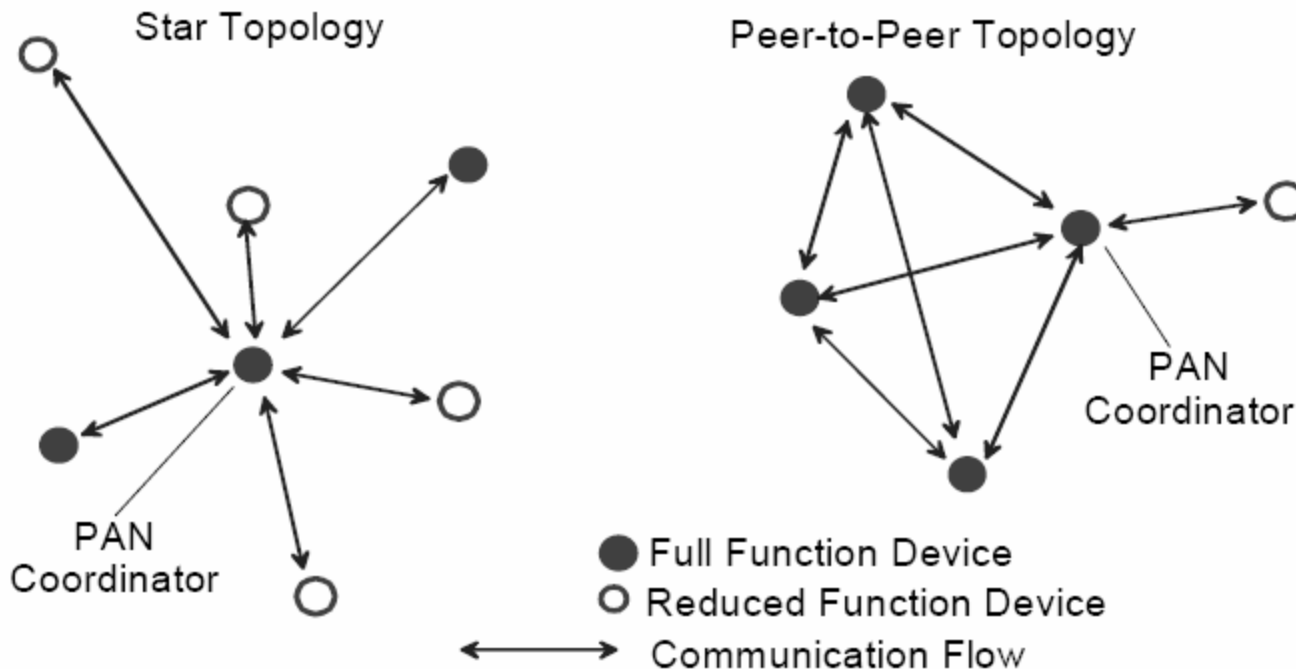 Star Topology
Peer-to-Peer Topology
PAN
Coordinator
PAN
Coordinator
Full Function Device
Reduced Function Device
Communication Flow